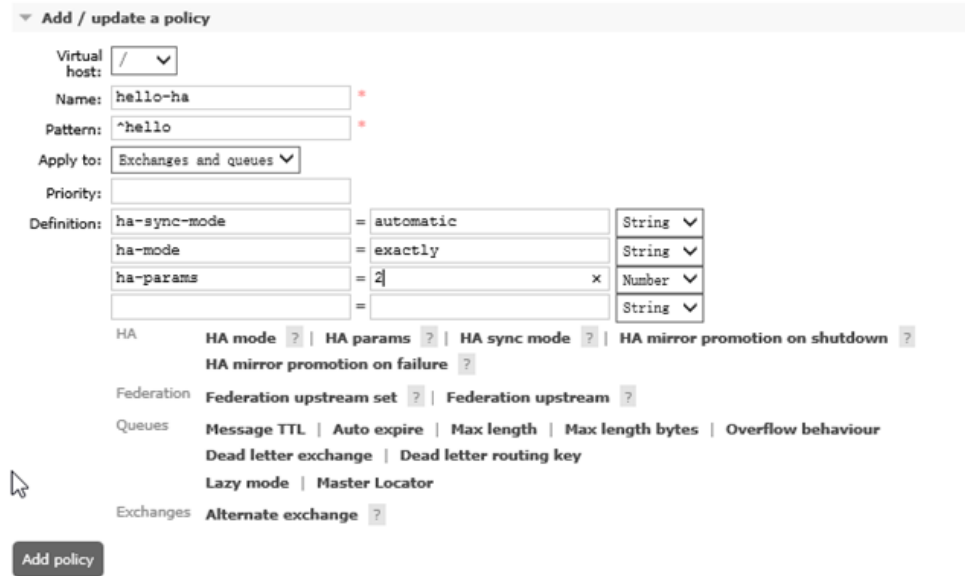 Add / update a policy
Virtual host: /
Name: hello-ha *
Pattern: ^hello *
Apply to: Exchanges and queues
Priority:
Definition: ha-sync-mode = automatic String
ha-mode = exactly String
ha-params = 2 × Number
= String
HA HA mode ? | HA params ? | HA sync mode ? | HA mirror promotion on shutdown ?
HA mirror promotion on failure ?
Federation Federation upstream set ? | Federation upstream ?
Queues Message TTL | Auto expire | Max length | Max length bytes | Overflow behaviour
Dead letter exchange | Dead letter routing key
Lazy mode | Master Locator
Exchanges Alternate exchange ?
Add policy